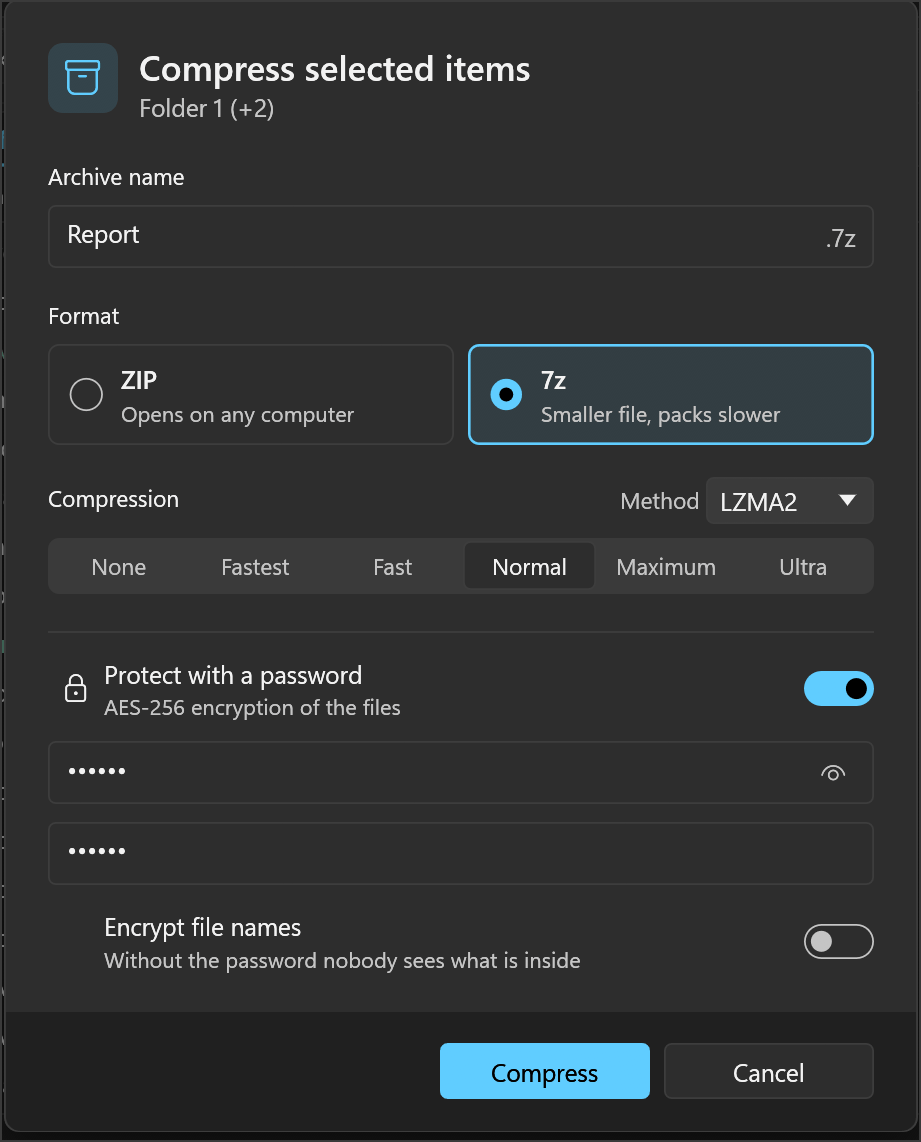 Compress selected items
Folder 1 (+2)
Archive name
Report .7z
Format
ZIP
Opens on any computer
7z
Smaller file, packs slower
Compression Method LZMA2
None Fastest Fast Normal Maximum Ultra
Protect with a password
AES-256 encryption of the files
••••••
••••••
Encrypt file names
Without the password nobody sees what is inside
Compress Cancel